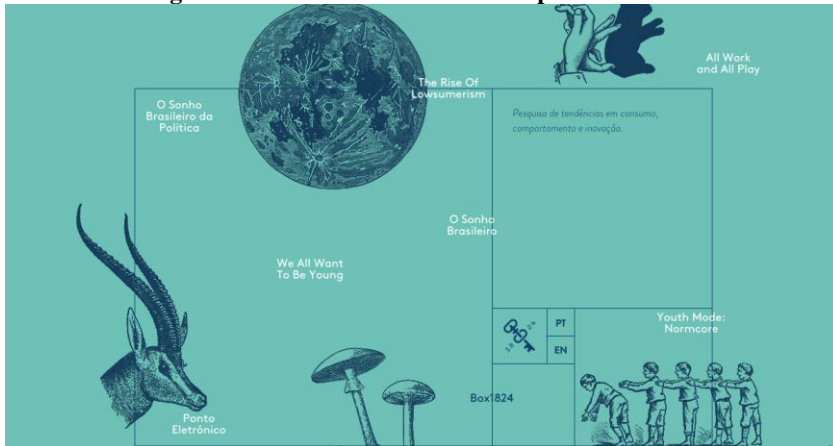 All Work
and All Play
The Rise Of
Lowsumerism
O Sonho
Brasileiro da
Política
Pesquisa de tendências em consumo,
comportamento e inovação.
O Sonho
Brasileiro
We All Want
To Be Young
Youth Mode:
Normcore
1824
PT
EN
Box1824
Ponto
Eletrônico